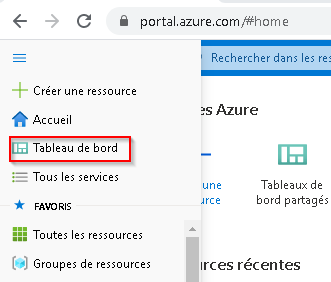 portal.azure.com/#home
Rechercher dans les res
Créer une ressource
Accueil
es Azure
Tableau de bord
Tous les services
une
Tableaux de
source
bord partagés
FAVORIS
Toutes les ressources
Groupes de ressources
urces récentes